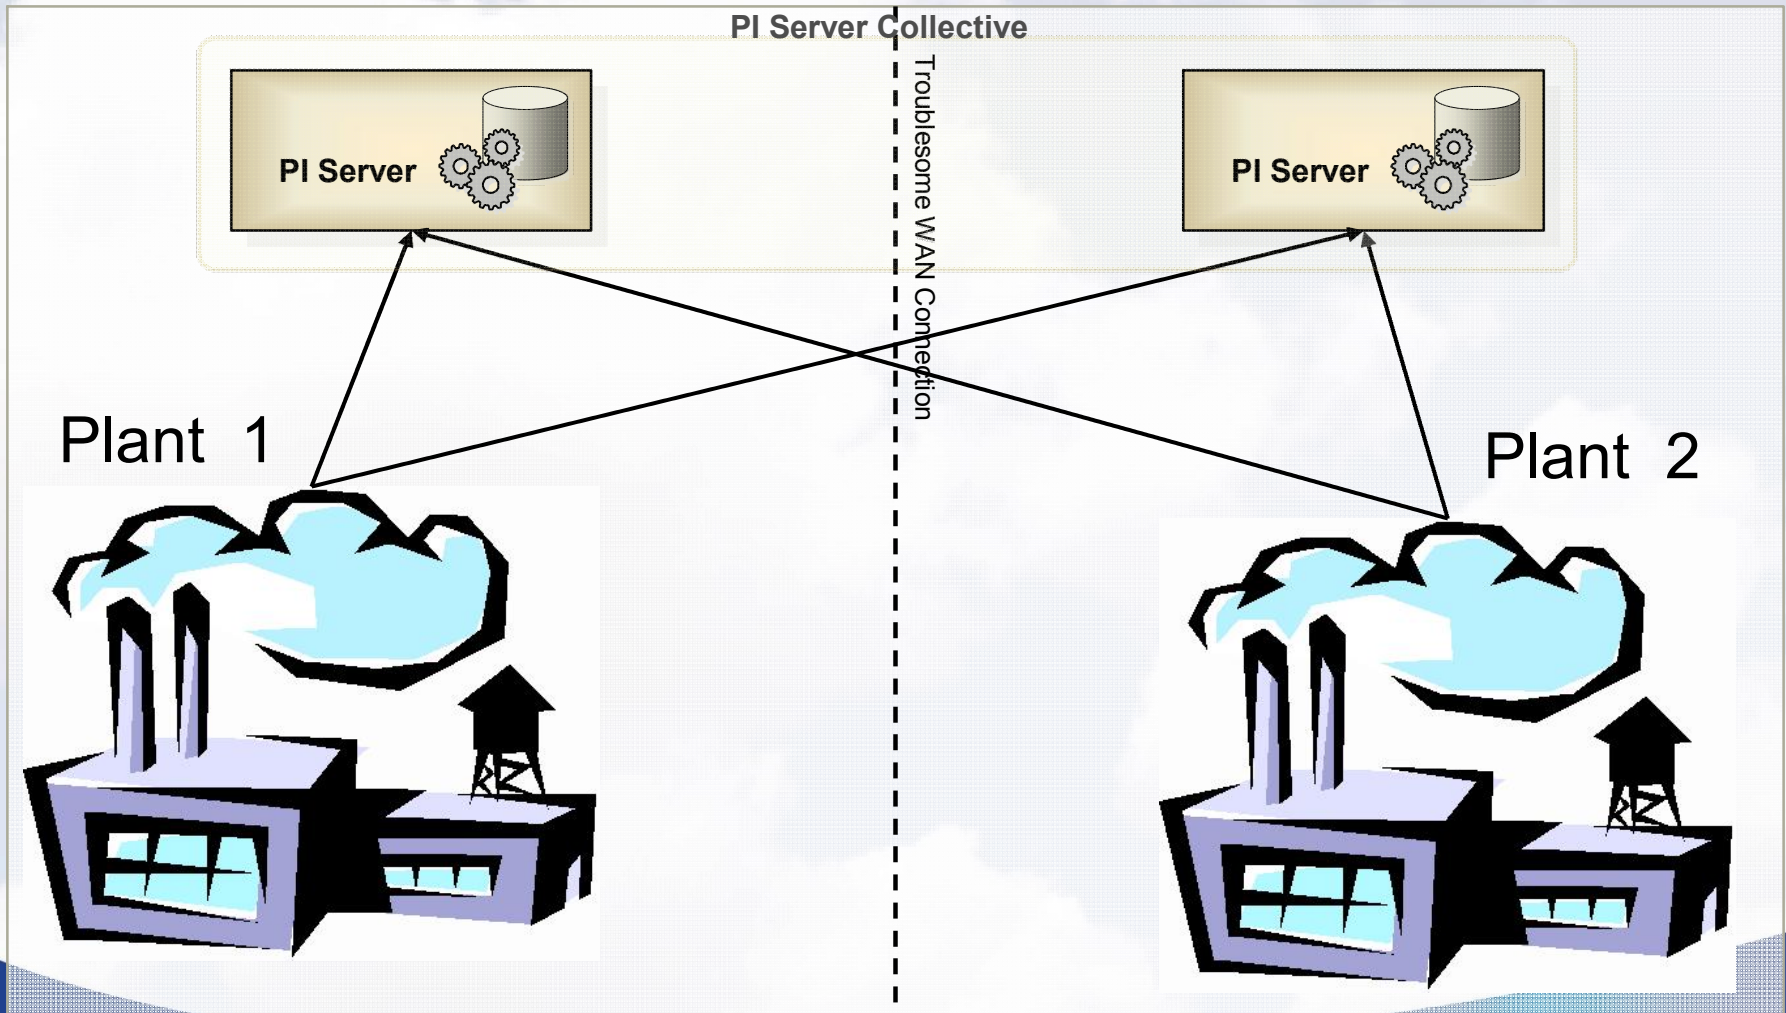 PI Server Collective
PI Server
PI Server
Troublesome WAN Connection
Plant 1
Plant 2